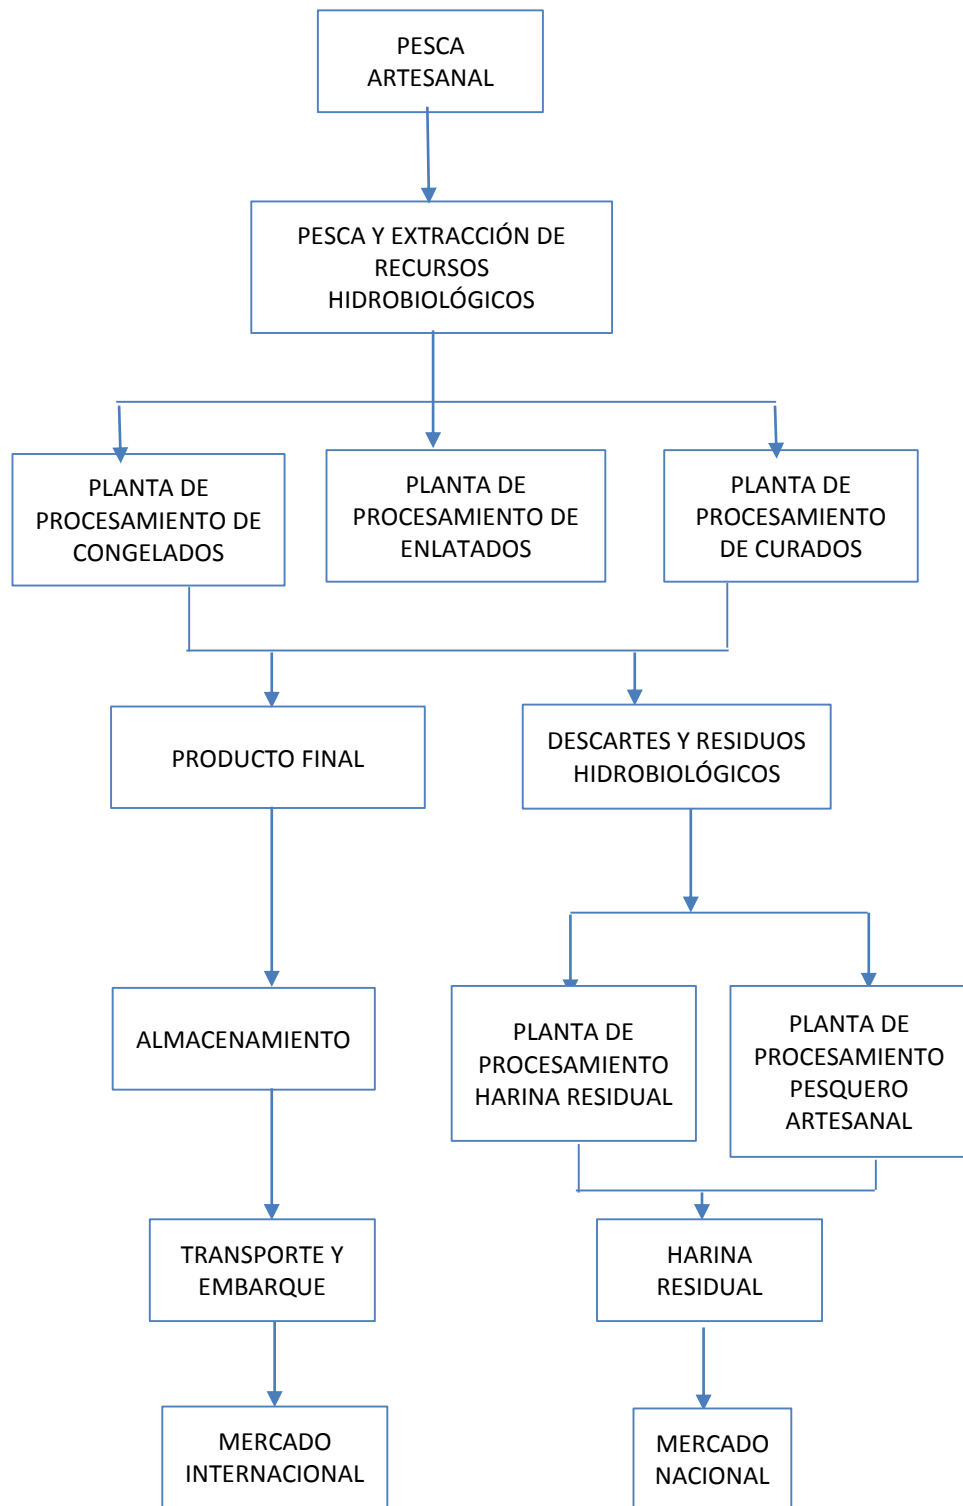 PESCA
ARTESANAL
PESCA Y EXTRACCIÓN DE
RECURSOS
HIDROBIOLÓGICOS
PLANTA DE
PROCESAMIENTO DE
CONGELADOS
PLANTA DE
PROCESAMIENTO DE
ENLATADOS
PLANTA DE
PROCESAMIENTO
DE CURADOS
PRODUCTO FINAL
DESCARTES Y RESIDUOS
HIDROBIOLÓGICOS
ALMACENAMIENTO
PLANTA DE
PROCESAMIENTO
HARINA RESIDUAL
PLANTA DE
PROCESAMIENTO
PESQUERO
ARTESANAL
TRANSPORTE Y
EMBARQUE
HARINA
RESIDUAL
MERCADO
INTERNACIONAL
MERCADO
NACIONAL